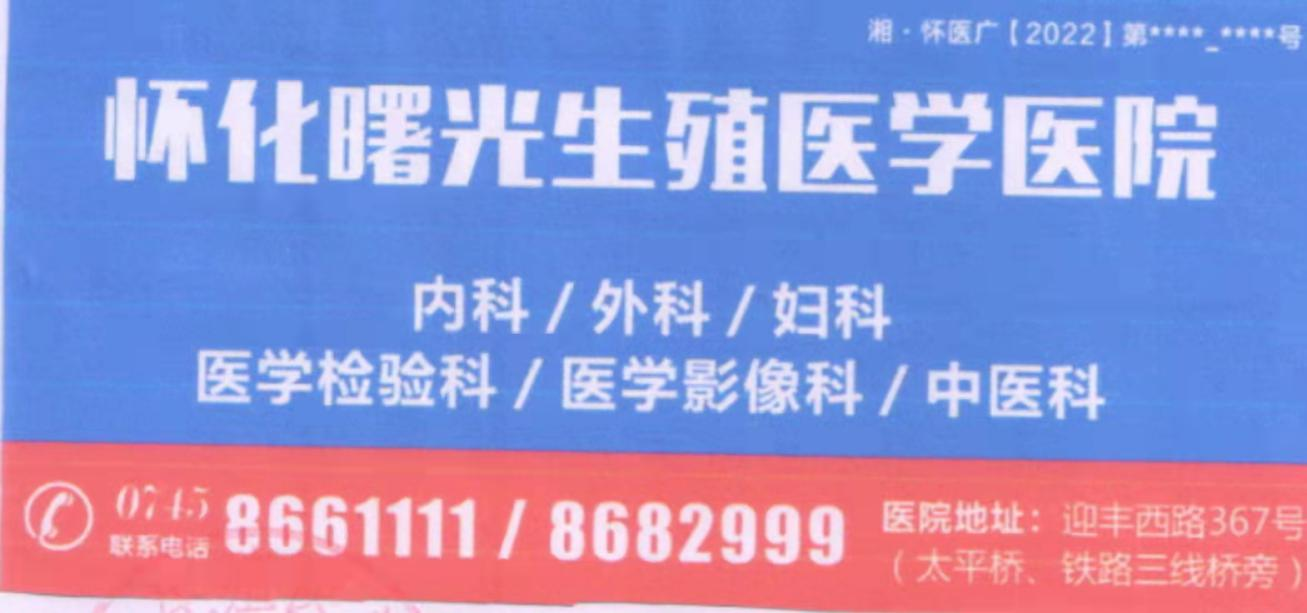 湘·怀医广【2022】第****_****号
怀化曙光生殖医学医院
内科/外科/妇科
医学检验科/医学影像科/中医科
0745 8661111/8682999
联系电话
医院地址：迎丰西路367号
（太平桥、铁路三线桥旁）